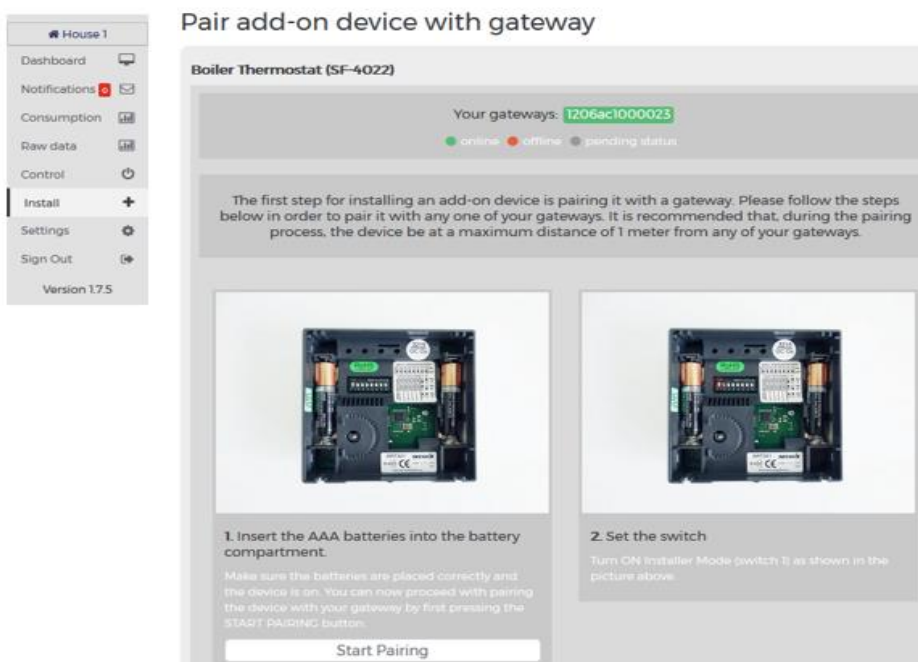 Pair add-on device with gateway
House 1
Dashboard
Notifications 0
Consumption
Raw data
Control
Install
Settings
Sign Out
Version 1.7.5
Boiler Thermostat (SF-4022)
Your gateways: 1206ac1000023
online offline pending status
The first step for installing an add-on device is pairing it with a gateway. Please follow the steps
below in order to pair it with any one of your gateways. It is recommended that, during the pairing
process, the device be at a maximum distance of 1 meter from any of your gateways.
1. Insert the AAA batteries into the battery
compartment.
Make sure the batteries are placed correctly and
the device is on. You can now proceed with pairing
the device with your gateway by first pressing the
START PAIRING button.
Start Pairing
2. Set the switch
Turn ON Installer Mode (switch 1) as shown in the
picture above.